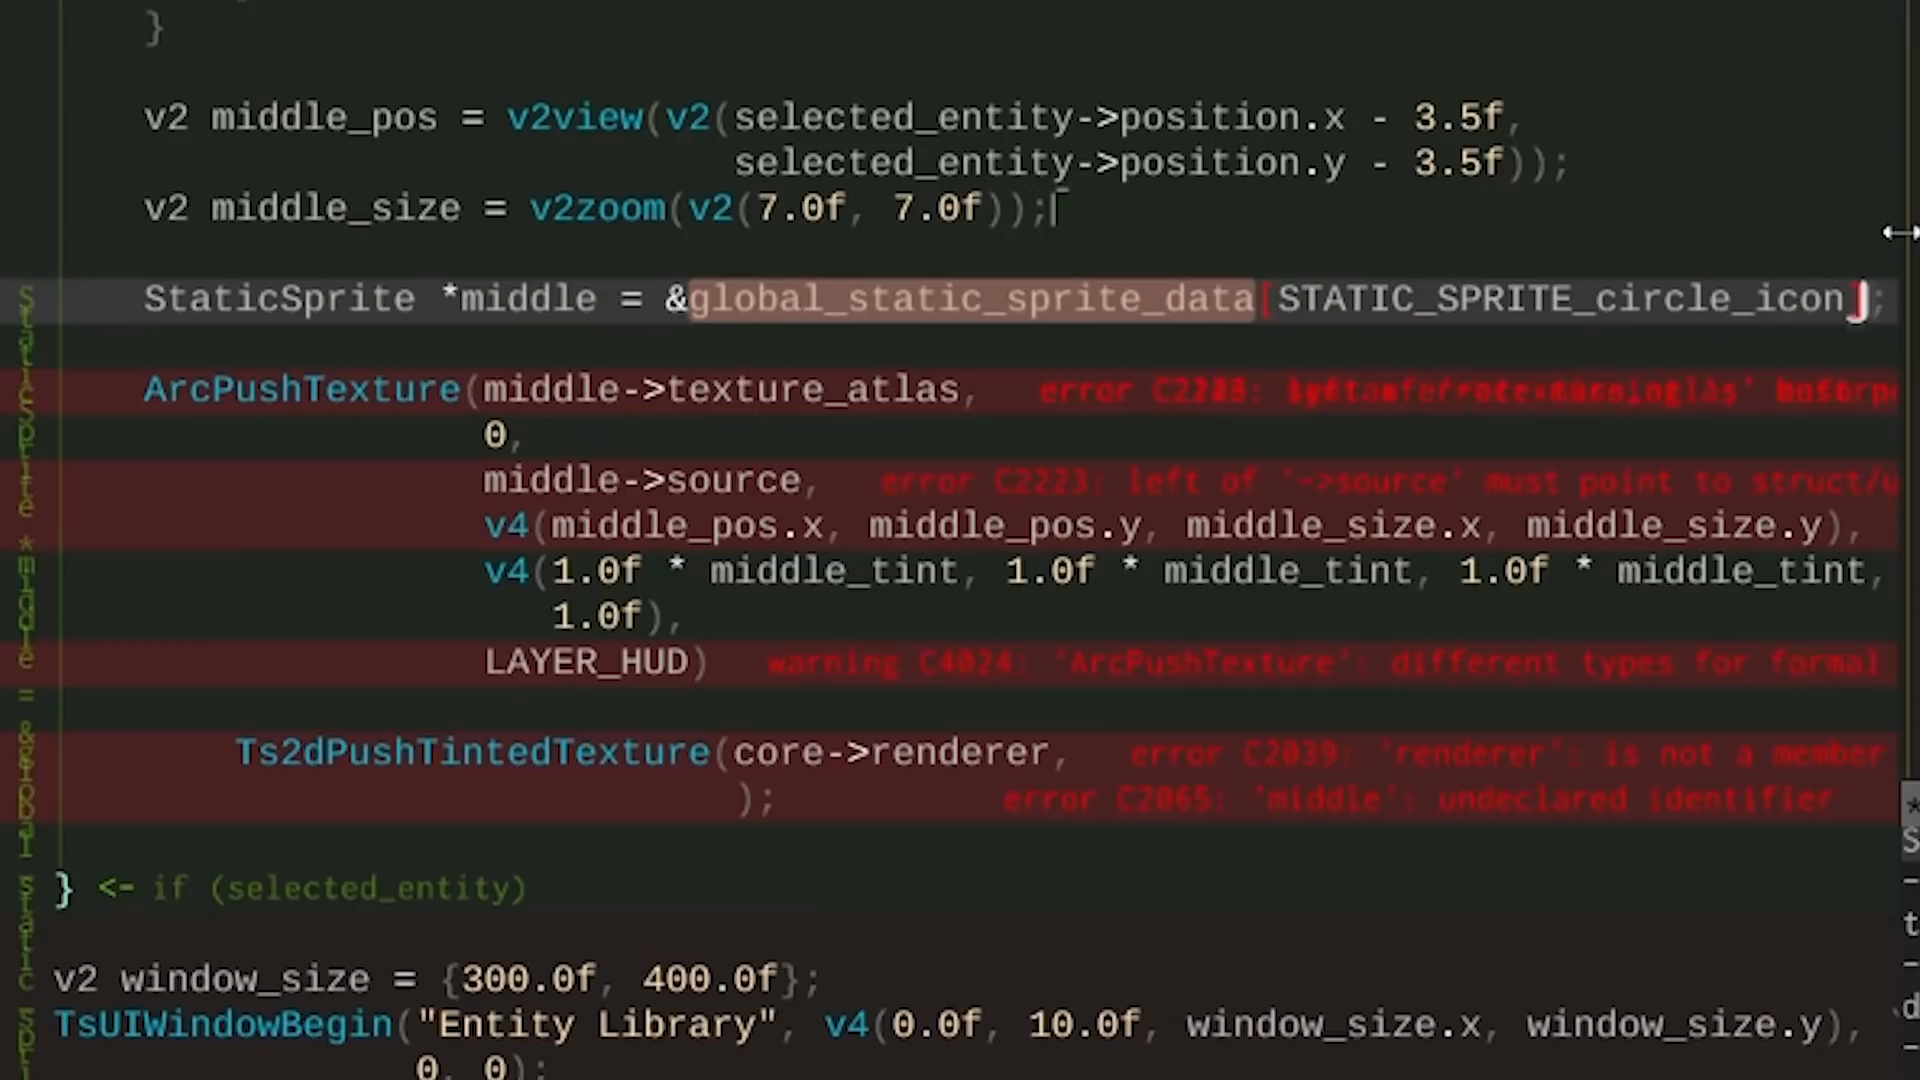 }
v2 middle_pos = v2view(v2(selected_entity->position.x - 3.5f,
selected_entity->position.y - 3.5f));
v2 middle_size = v2zoom(v2(7.0f, 7.0f));
StaticSprite *middle = &global_static_sprite_data[STATIC_SPRITE_circle_icon];
ArcPushTexture(middle->texture_atlas, error
0,
middle->source, error C2223: left of '->source' must point to struct/u
v4(middle_pos.x, middle_pos.y, middle_size.x, middle_size.y),
v4(1.0f * middle_tint, 1.0f * middle_tint, 1.0f * middle_tint,
1.0f),
LAYER_HUD) warning C4024: 'ArcPushTexture': different types for formal
Ts2dPushTintedTexture(core->renderer, error C2039: 'renderer': is not a member
); error C2065: 'middle': undeclared identifier
} <- if (selected_entity)
v2 window_size = {300.0f, 400.0f};
TsUIWindowBegin("Entity Library", v4(0.0f, 10.0f, window_size.x, window_size.y),
0, 0);